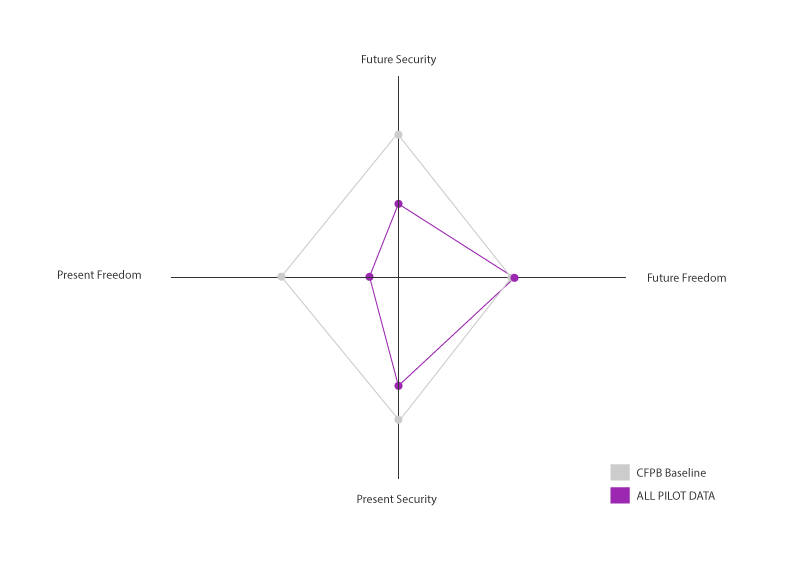 Future Security
Present Freedom
Future Freedom
Present Security
CFPB Baseline
ALL PILOT DATA